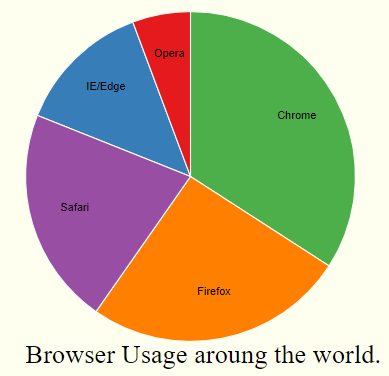 Opera
IE/Edge
Chrome
Safari
Firefox
Browser Usage aroung the world.